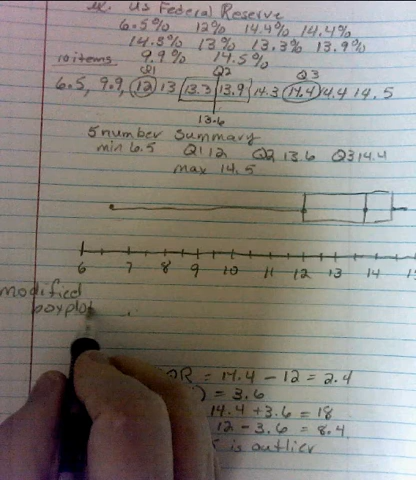 US Federal Reserve
6.5% 12% 14.4% 14.4%
14.3% 13% 13.3% 13.9%
9.9% 14.5%
10 items
Q1 Q2 Q3
6.5, 9.9, 12 13 13.3 13.9 14.3 14.4 14.4 14.5
13.6
5 number summary
min 6.5 Q1 12 Q2 13.6 Q3 14.4
max 14.5
6 7 8 9 10 11 12 13 14 15
modified
boxplot
= 14.4 - 12 = 2.4
) = 3.6
14.4 + 3.6 = 18
12 - 3.6 = 8.4
is outlier